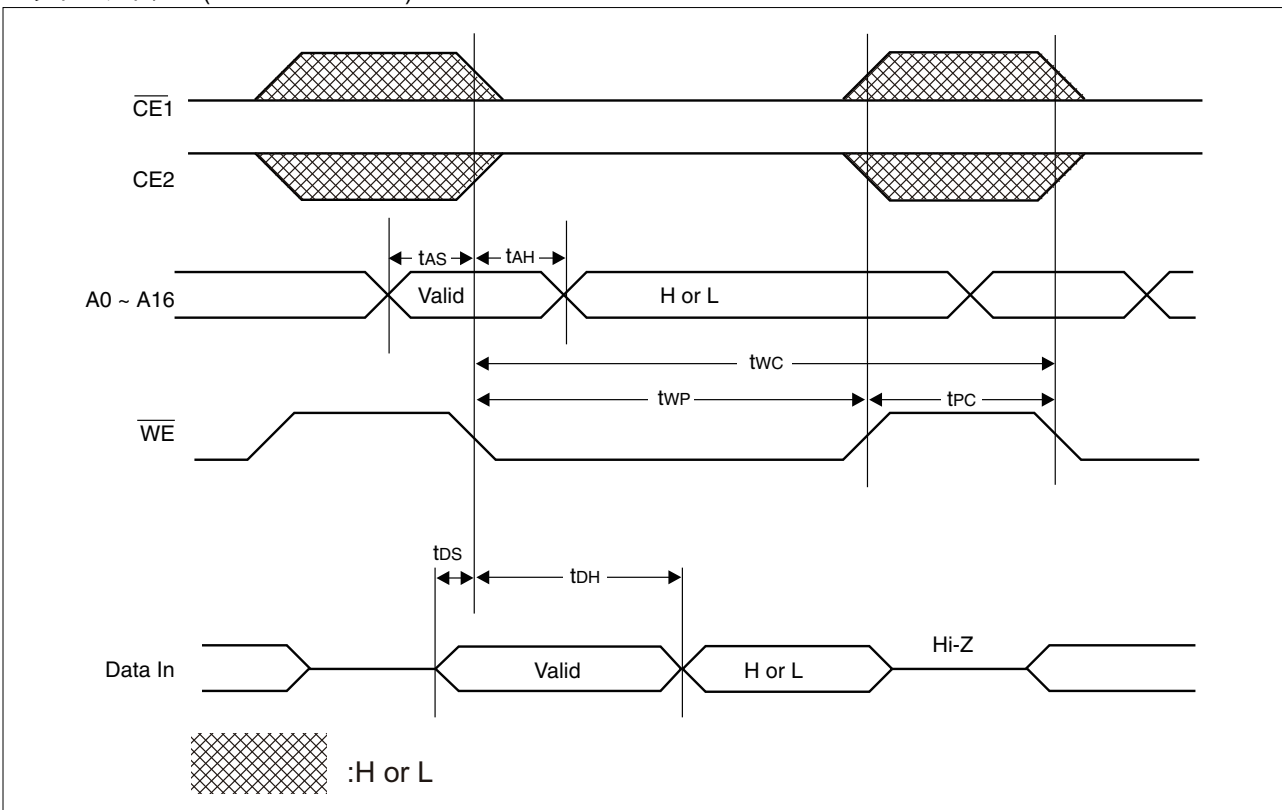 CE1
CE2
tAS
tAH
A0 ~ A16
Valid
H or L
tWC
tWP
tPC
WE
tDS
tDH
Data In
Valid
H or L
Hi-Z
:H or L